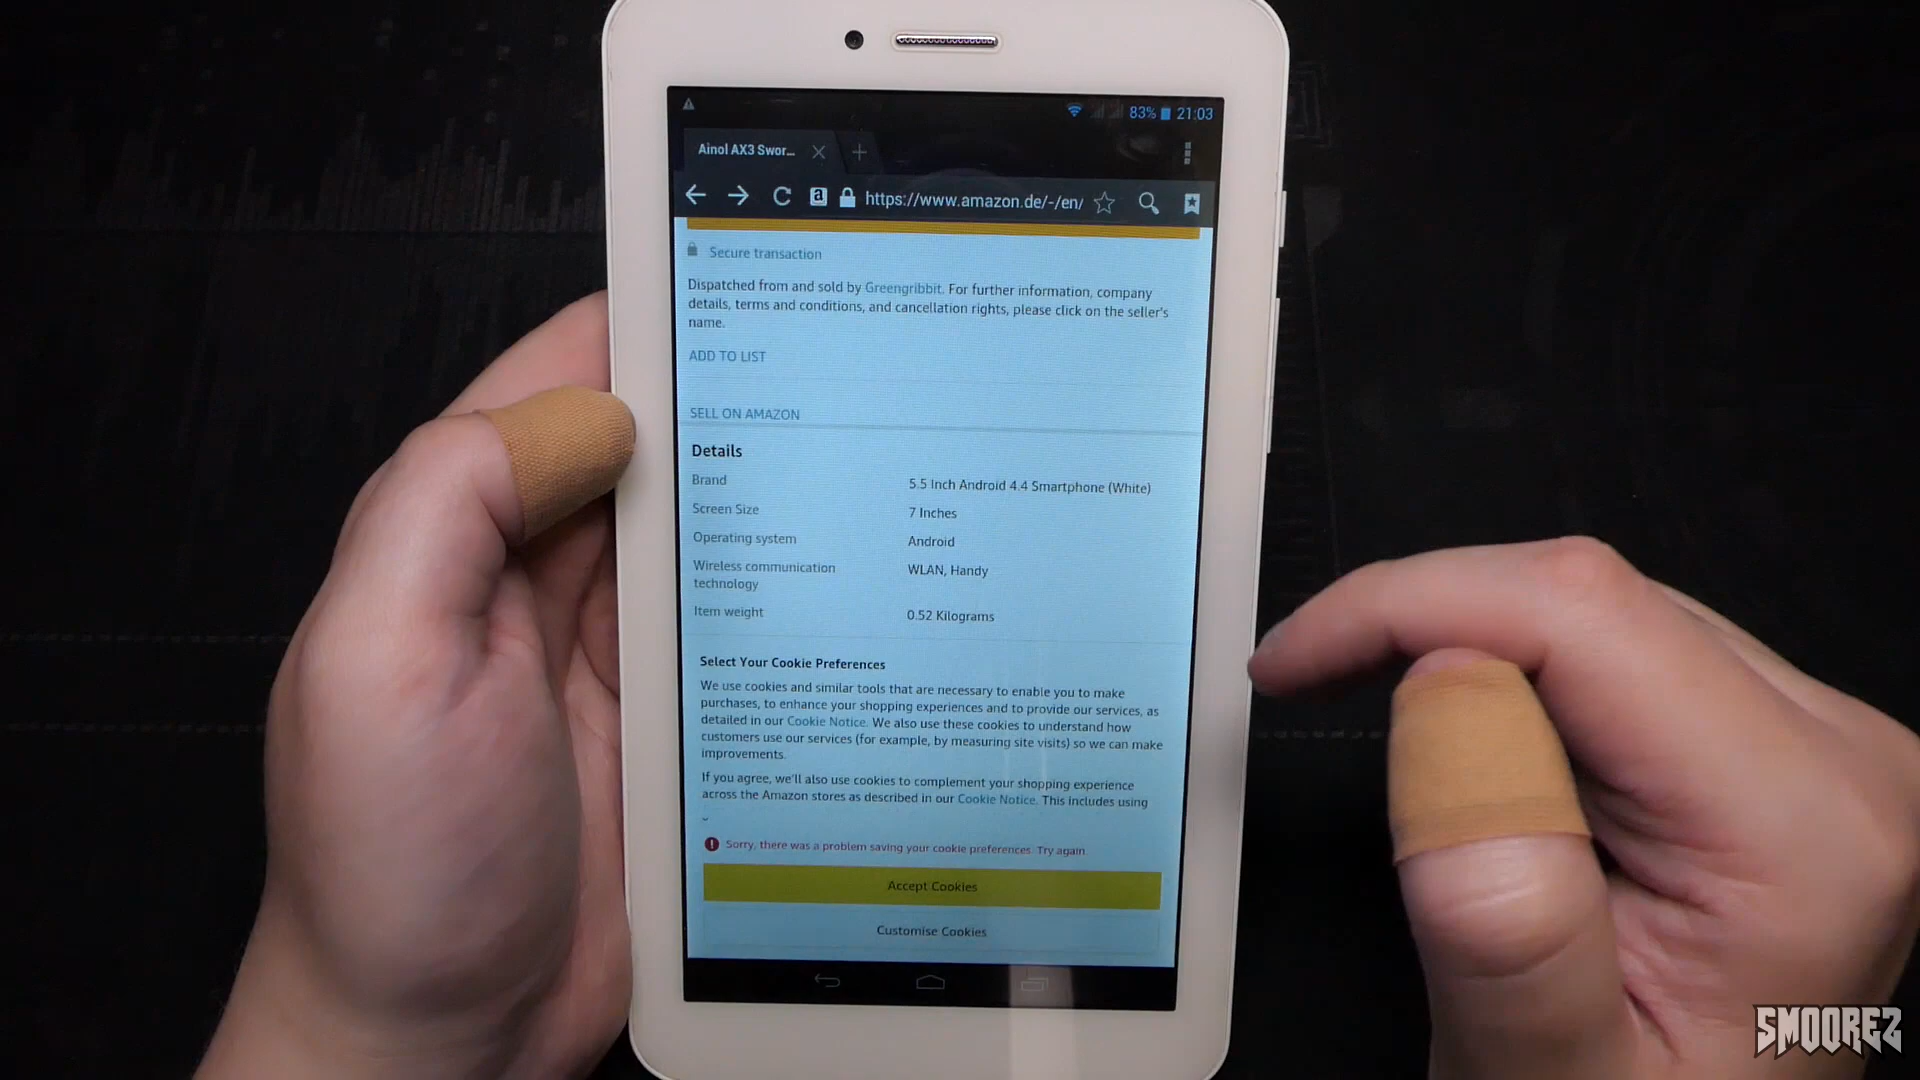 83% 21:03
Ainol AX3 Swor...
https://www.amazon.de/-/en/
Secure transaction
Dispatched from and sold by Greengribbit. For further information, company
details, terms and conditions, and cancellation rights, please click on the seller's
name.
ADD TO LIST
SELL ON AMAZON
Details
Brand 5.5 Inch Android 4.4 Smartphone (White)
Screen Size 7 Inches
Operating system Android
Wireless communication WLAN, Handy
technology
Item weight 0.52 Kilograms
Select Your Cookie Preferences
We use cookies and similar tools that are necessary to enable you to make
purchases, to enhance your shopping experiences and to provide our services, as
detailed in our Cookie Notice. We also use these cookies to understand how
customers use our services (for example, by measuring site visits) so we can make
improvements.
If you agree, we'll also use cookies to complement your shopping experience
across the Amazon stores as described in our Cookie Notice. This includes using
Sorry, there was a problem saving your cookie preferences. Try again.
Accept Cookies
Customise Cookies
SMOOREZ